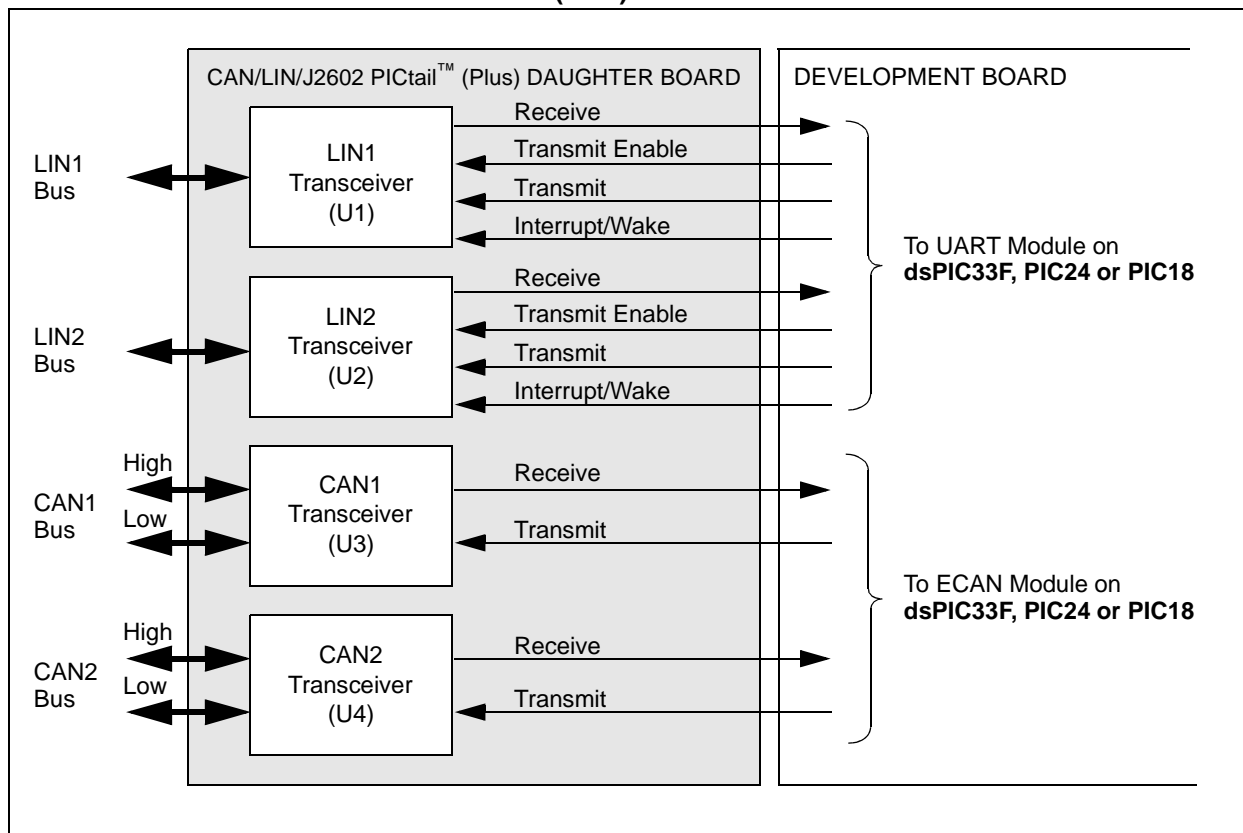 CAN/LIN/J2602 PICtail™ (Plus) DAUGHTER BOARD
DEVELOPMENT BOARD
LIN1
Bus
LIN1
Transceiver
(U1)
Receive
Transmit Enable
Transmit
Interrupt/Wake
LIN2
Bus
LIN2
Transceiver
(U2)
Receive
Transmit Enable
Transmit
Interrupt/Wake
To UART Module on
dsPIC33F, PIC24 or PIC18
CAN1
Bus
High
Low
CAN1
Transceiver
(U3)
Receive
Transmit
CAN2
Bus
High
Low
CAN2
Transceiver
(U4)
Receive
Transmit
To ECAN Module on
dsPIC33F, PIC24 or PIC18